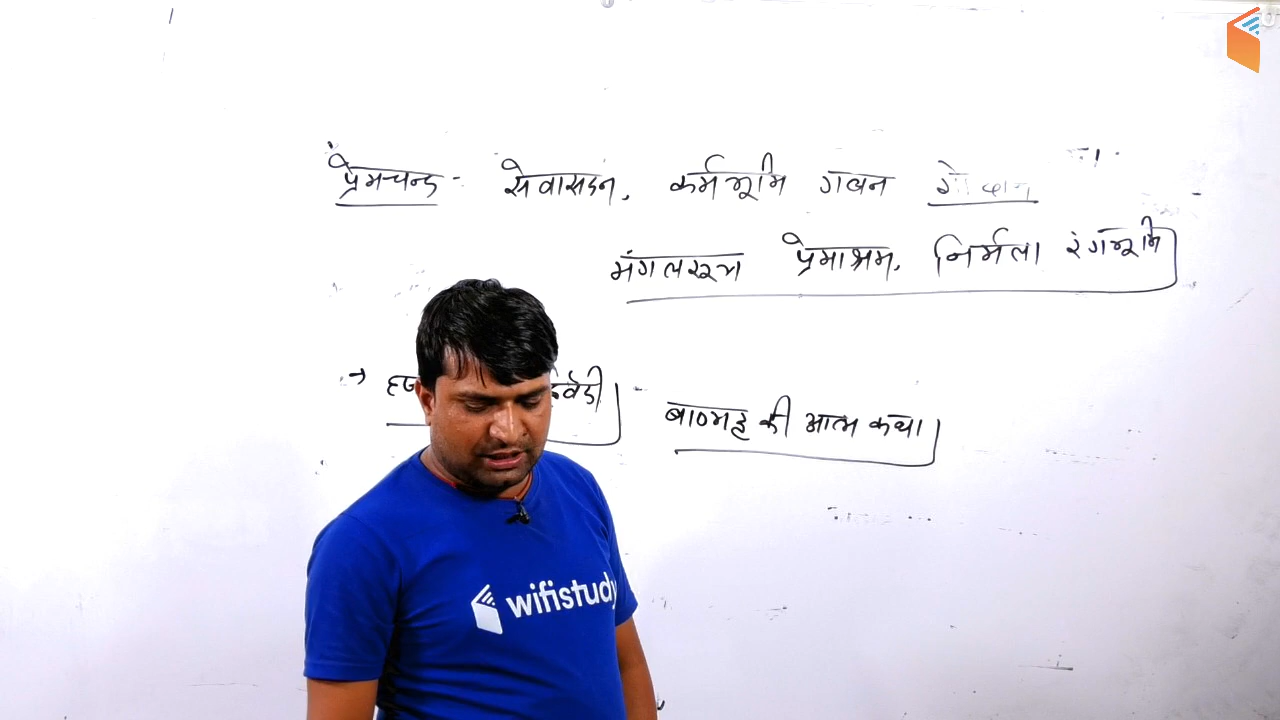 प्रेमचन्द - सेवासदन, कर्मभूमि गबन गोदान
मंगलसूत्र प्रेमाश्रम, निर्मला रंगभूमि
→ बाणभट्ट की आत्म कथा
wifistudy